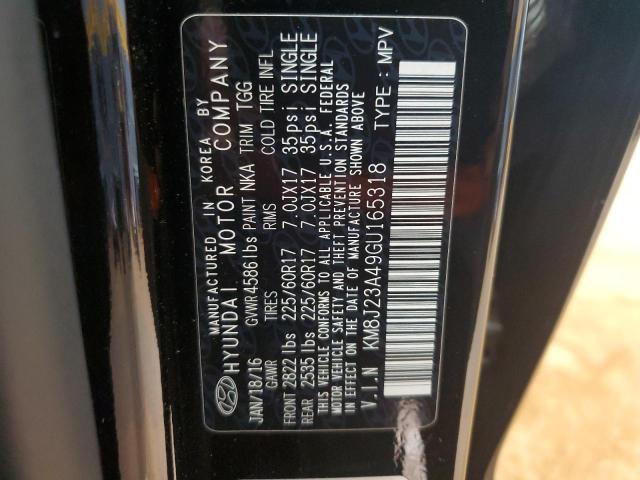 MANUFACTURED IN KOREA BY
HYUNDAI MOTOR COMPANY
JAN/18/16 GVWR 4586 lbs PAINT NKA TRIM TGG
GAWR TIRES RIMS COLD TIRE INFL
FRONT 2822 lbs 225/60R17 7.0JX17 35psi SINGLE
REAR 2535 lbs 225/60R17 7.0JX17 35psi SINGLE
THIS VEHICLE CONFORMS TO ALL APPLICABLE U.S.A. FEDERAL
MOTOR VEHICLE SAFETY AND THEFT PREVENTION STANDARDS
IN EFFECT ON THE DATE OF MANUFACTURE SHOWN ABOVE
V.I.N KM8J23A49GU165318 TYPE : MPV